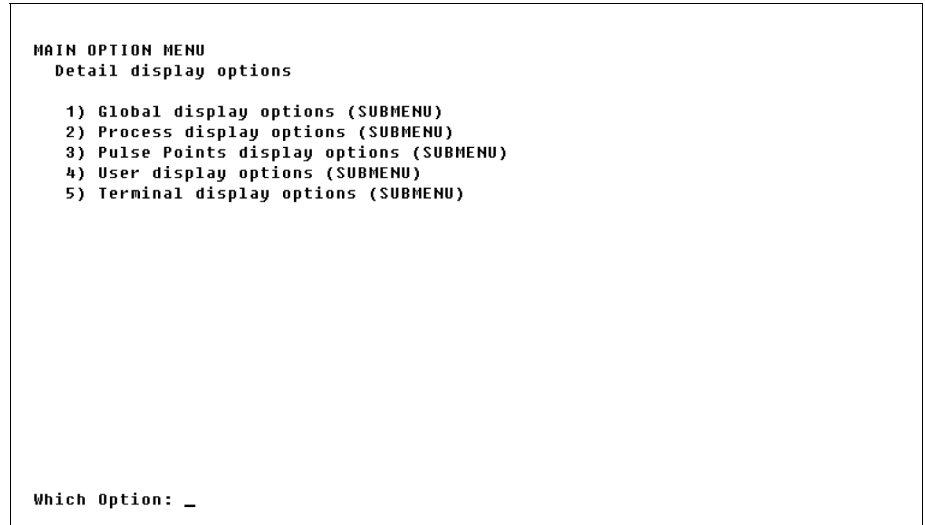 MAIN OPTION MENU
Detail display options
1) Global display options (SUBMENU)
2) Process display options (SUBMENU)
3) Pulse Points display options (SUBMENU)
4) User display options (SUBMENU)
5) Terminal display options (SUBMENU)
Which Option: _